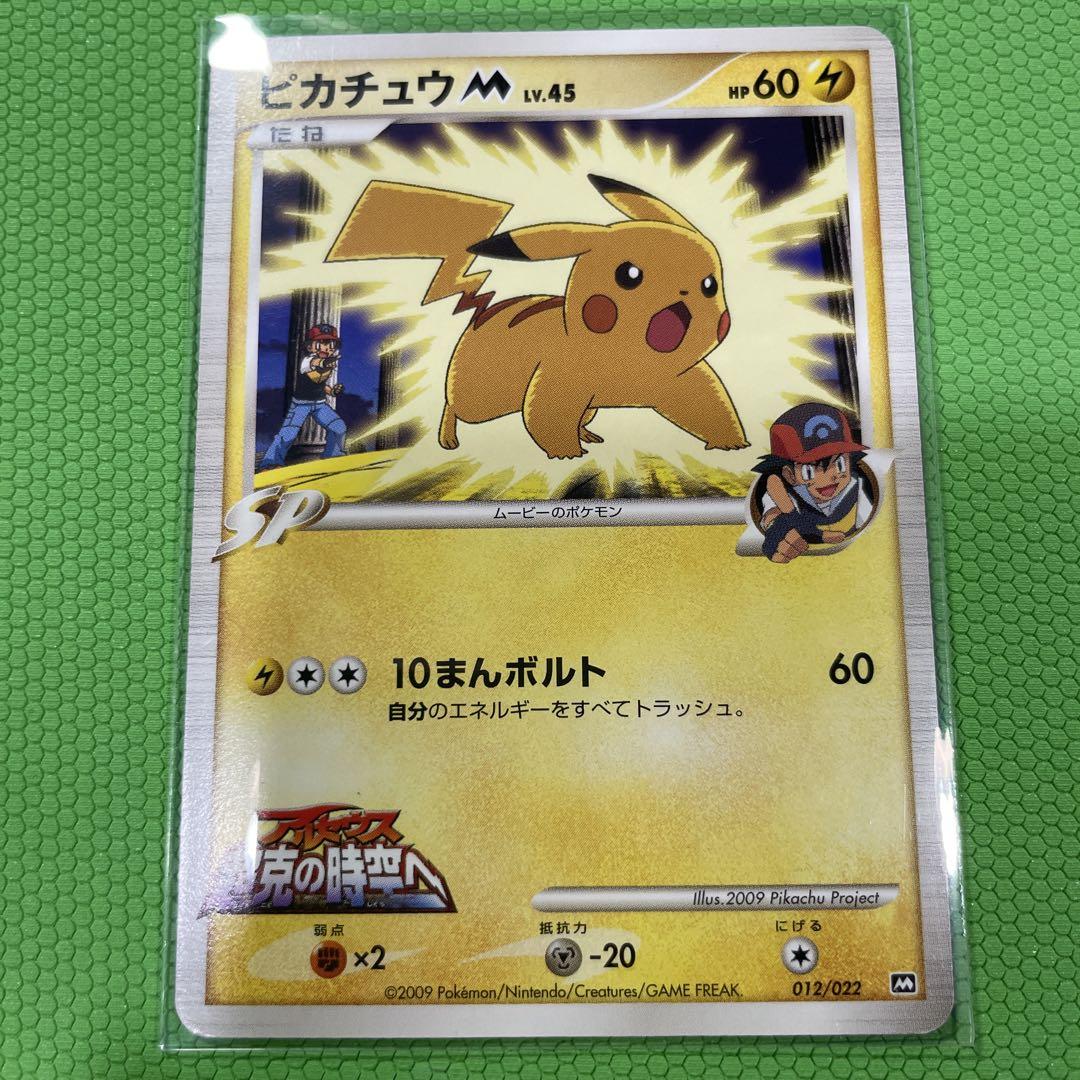 ピカチュウM LV.45 HP60
たね
SP
ムービーのポケモン
10まんボルト 60
自分のエネルギーをすべてトラッシュ。
アルセウス
克の時空へ
Illus.2009 Pikachu Project
弱点 抵抗力 にげる
×2 -20
©2009 Pokémon/Nintendo/Creatures/GAME FREAK.
012/022 M